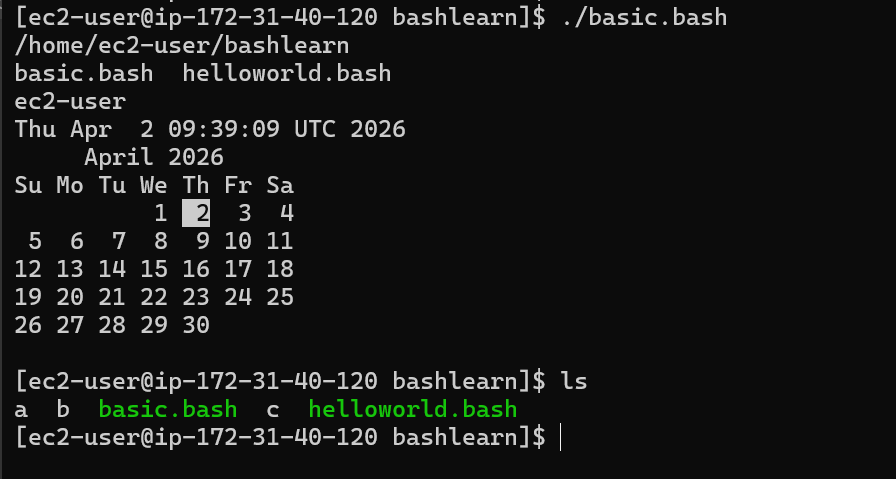 [ec2-user@ip-172-31-40-120 bashlearn]$ ./basic.bash
/home/ec2-user/bashlearn
basic.bash  helloworld.bash
ec2-user
Thu Apr  2 09:39:09 UTC 2026
     April 2026
Su Mo Tu We Th Fr Sa
          1  2  3  4
 5  6  7  8  9 10 11
12 13 14 15 16 17 18
19 20 21 22 23 24 25
26 27 28 29 30

[ec2-user@ip-172-31-40-120 bashlearn]$ ls
a  b  basic.bash  c  helloworld.bash
[ec2-user@ip-172-31-40-120 bashlearn]$